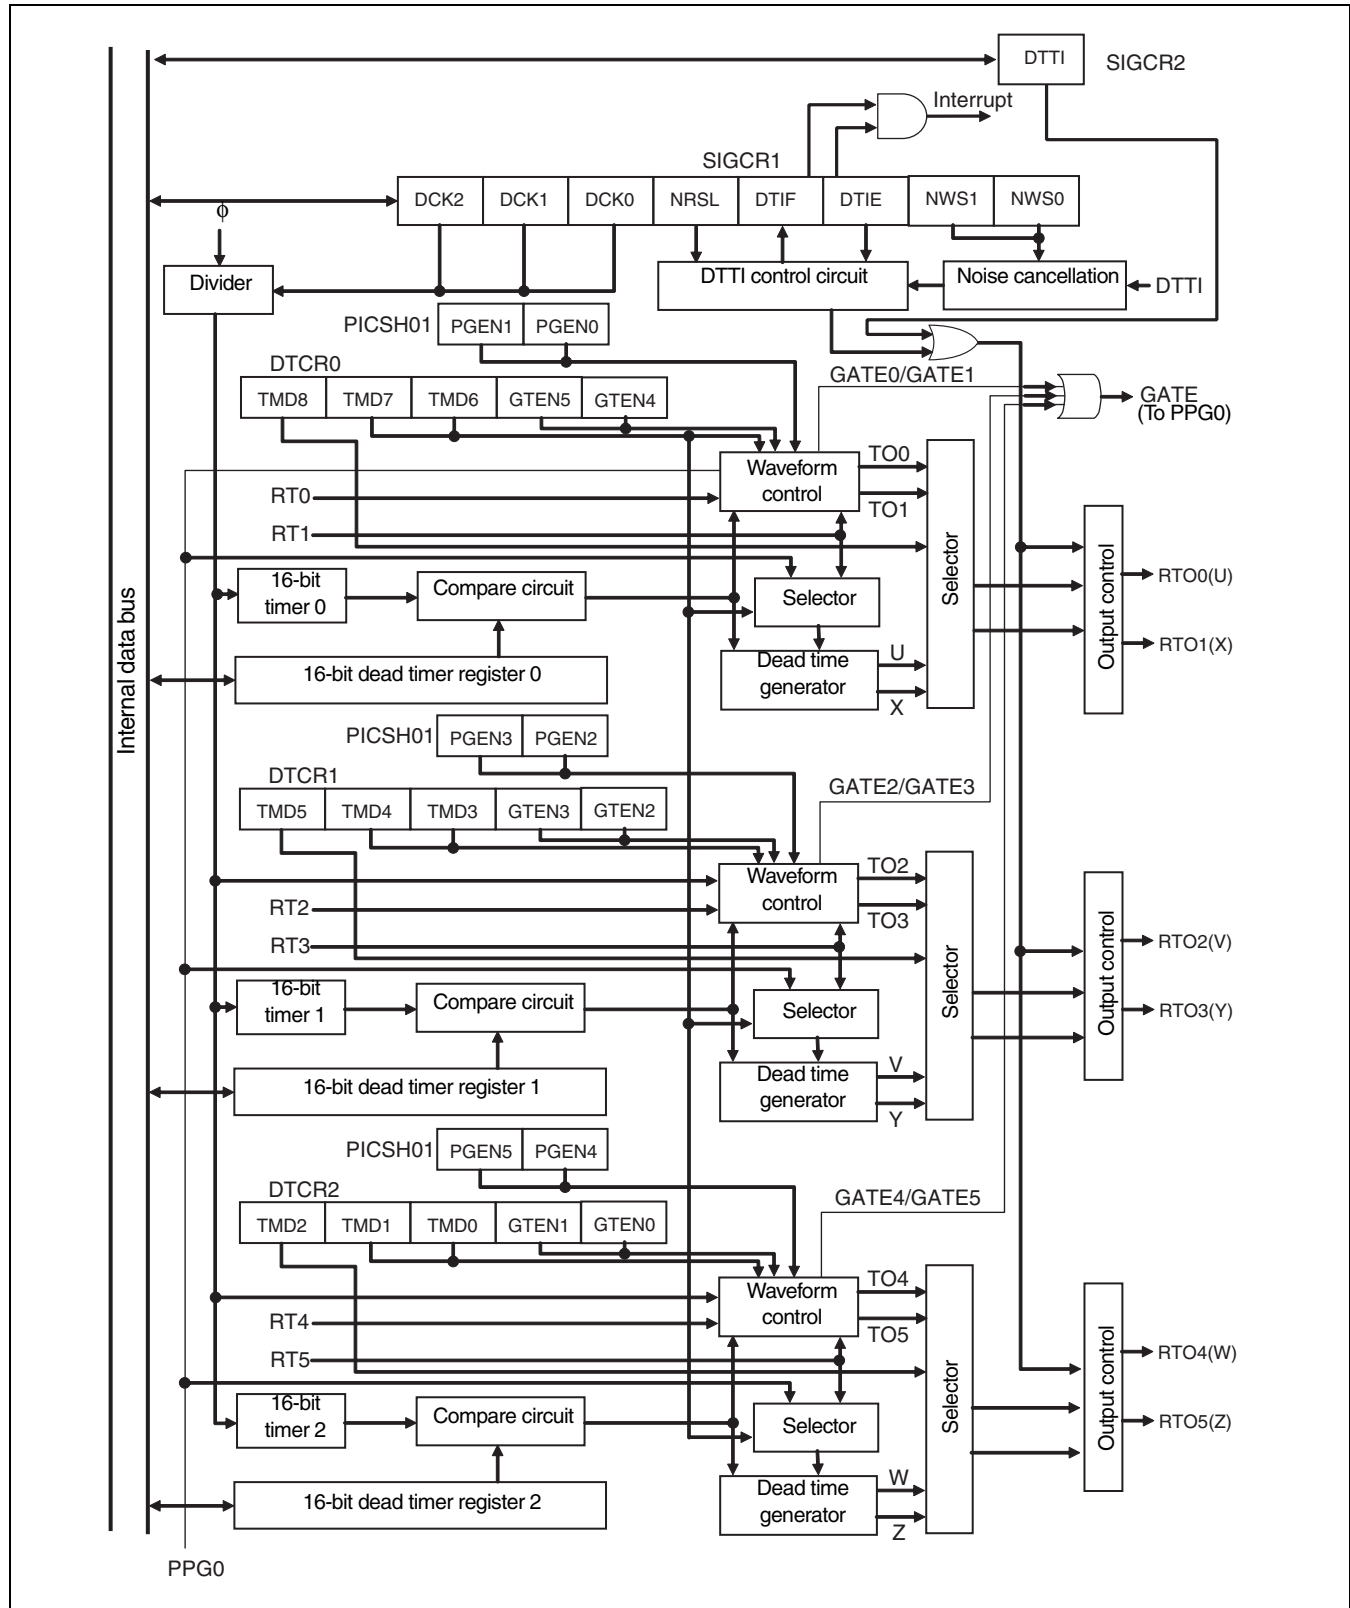 DTTI
SIGCR2
Interrupt
SIGCR1
DCK2 DCK1 DCK0 NRSL DTIF DTIE NWS1 NWS0
ϕ
Divider
DTTI control circuit
Noise cancellation
DTTI
PICSH01 PGEN1 PGEN0
DTCR0
TMD8 TMD7 TMD6 GTEN5 GTEN4
GATE0/GATE1
GATE
(To PPG0)
Waveform
control
TO0
TO1
RT0
RT1
16-bit
timer 0
Compare circuit
Selector
Selector
Output control
RTO0(U)
RTO1(X)
16-bit dead timer register 0
Dead time
generator
U
X
Internal data bus
PICSH01 PGEN3 PGEN2
DTCR1
TMD5 TMD4 TMD3 GTEN3 GTEN2
GATE2/GATE3
Waveform
control
TO2
TO3
RT2
RT3
16-bit
timer 1
Compare circuit
Selector
Selector
Output control
RTO2(V)
RTO3(Y)
16-bit dead timer register 1
Dead time
generator
V
Y
PICSH01 PGEN5 PGEN4
DTCR2
TMD2 TMD1 TMD0 GTEN1 GTEN0
GATE4/GATE5
Waveform
control
TO4
TO5
RT4
RT5
16-bit
timer 2
Compare circuit
Selector
Selector
Output control
RTO4(W)
RTO5(Z)
16-bit dead timer register 2
Dead time
generator
W
Z
PPG0